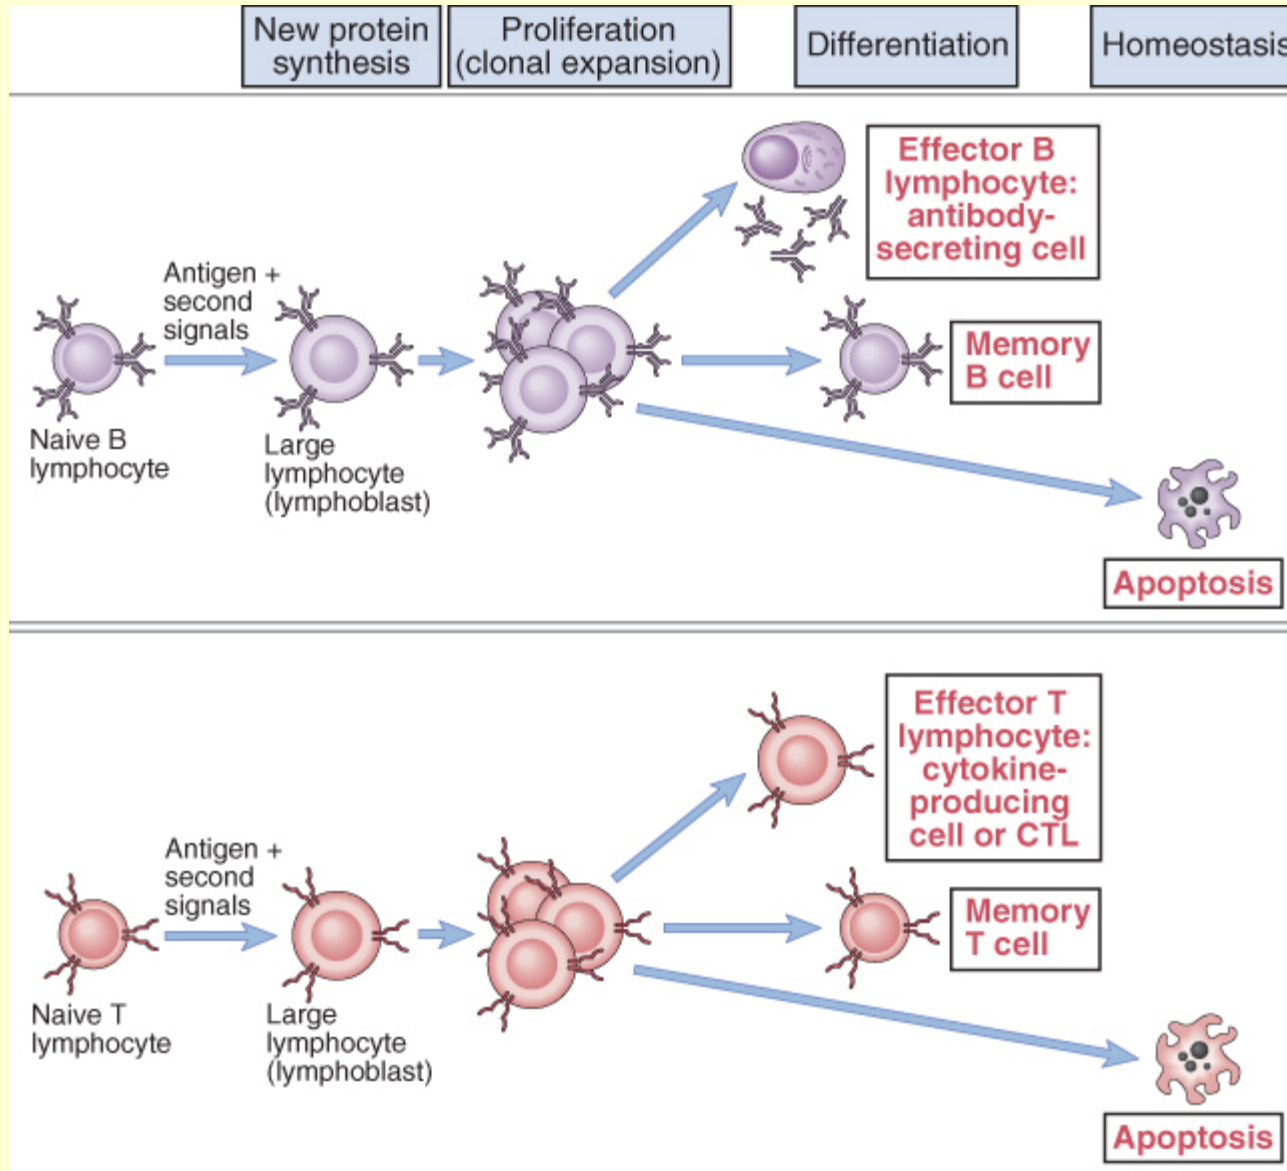 New protein
synthesis
Proliferation
(clonal expansion)
Differentiation
Homeostasis
Effector B
lymphocyte:
antibody-
secreting cell
Antigen +
second
signals
Memory
B cell
Naive B
lymphocyte
Large
lymphocyte
(lymphoblast)
Apoptosis
Effector T
lymphocyte:
cytokine-
producing
cell or CTL
Antigen +
second
signals
Memory
T cell
Naive T
lymphocyte
Large
lymphocyte
(lymphoblast)
Apoptosis